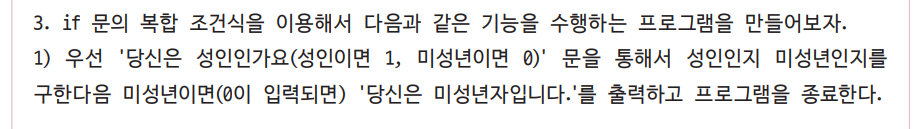 3. if 문의 복합 조건식을 이용해서 다음과 같은 기능을 수행하는 프로그램을 만들어보자.
1) 우선 '당신은 성인인가요(성인이면 1, 미성년이면 0)' 문을 통해서 성인인지 미성년인지를
구한다음 미성년이면(0이 입력되면) '당신은 미성년자입니다.'를 출력하고 프로그램을 종료한다.